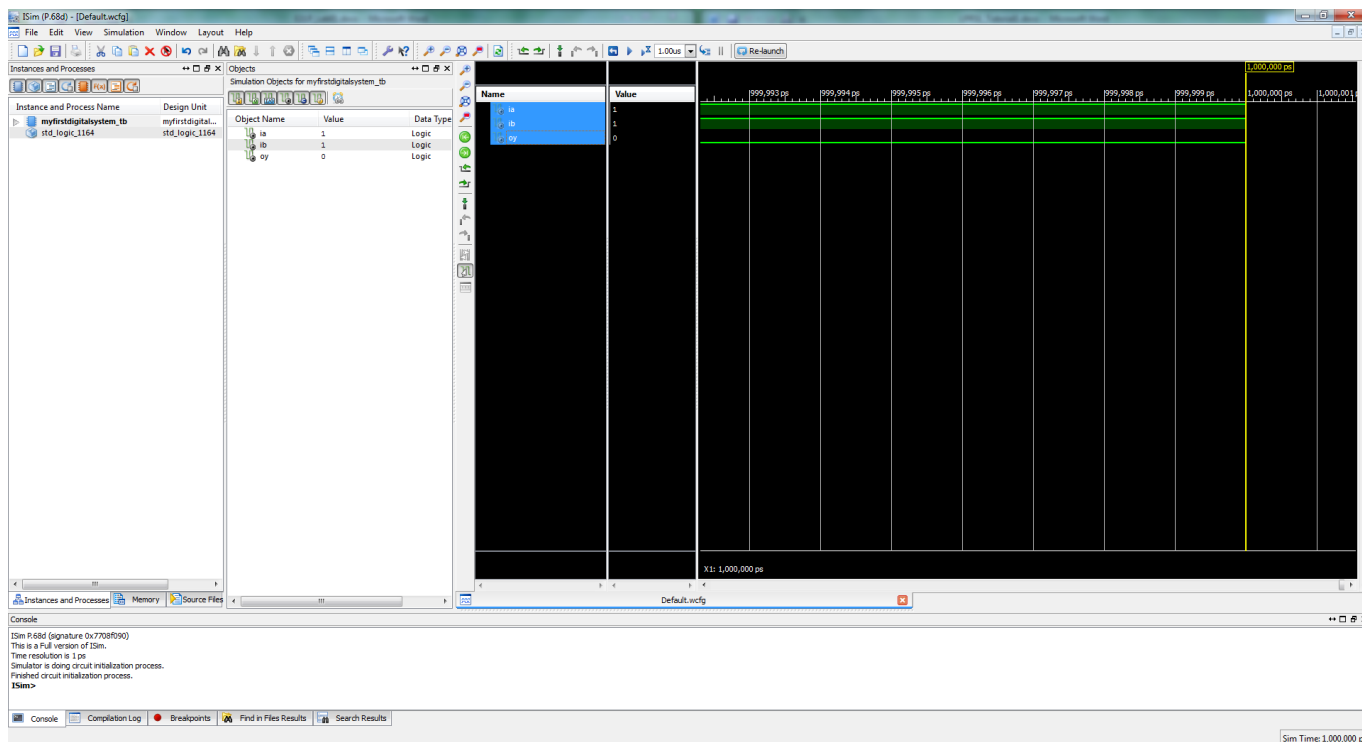 ISim (P.68d) - [Default.wcfg]
File Edit View Simulation Window Layout Help
1.00us Re-launch
Instances and Processes
Instance and Process Name Design Unit
myfirstdigitalsystem_tb myfirstdigital...
std_logic_1164 std_logic_1164
Instances and Processes Memory Source Files
Objects
Simulation Objects for myfirstdigitalsystem_tb
Object Name Value Data Type
ia 1 Logic
ib 1 Logic
oy 0 Logic
Name Value
ia 1
ib 1
oy 0
1,000,000 ps
999,993 ps 999,994 ps 999,995 ps 999,996 ps 999,997 ps 999,998 ps 999,999 ps 1,000,000 ps 1,000,001
X1: 1,000,000 ps
Default.wcfg
Console
ISim P.68d (signature 0x7708f090)
This is a Full version of ISim.
Time resolution is 1 ps
Simulator is doing circuit initialization process.
Finished circuit initialization process.
ISim>
Console Compilation Log Breakpoints Find in Files Results Search Results
Sim Time: 1,000,000 p